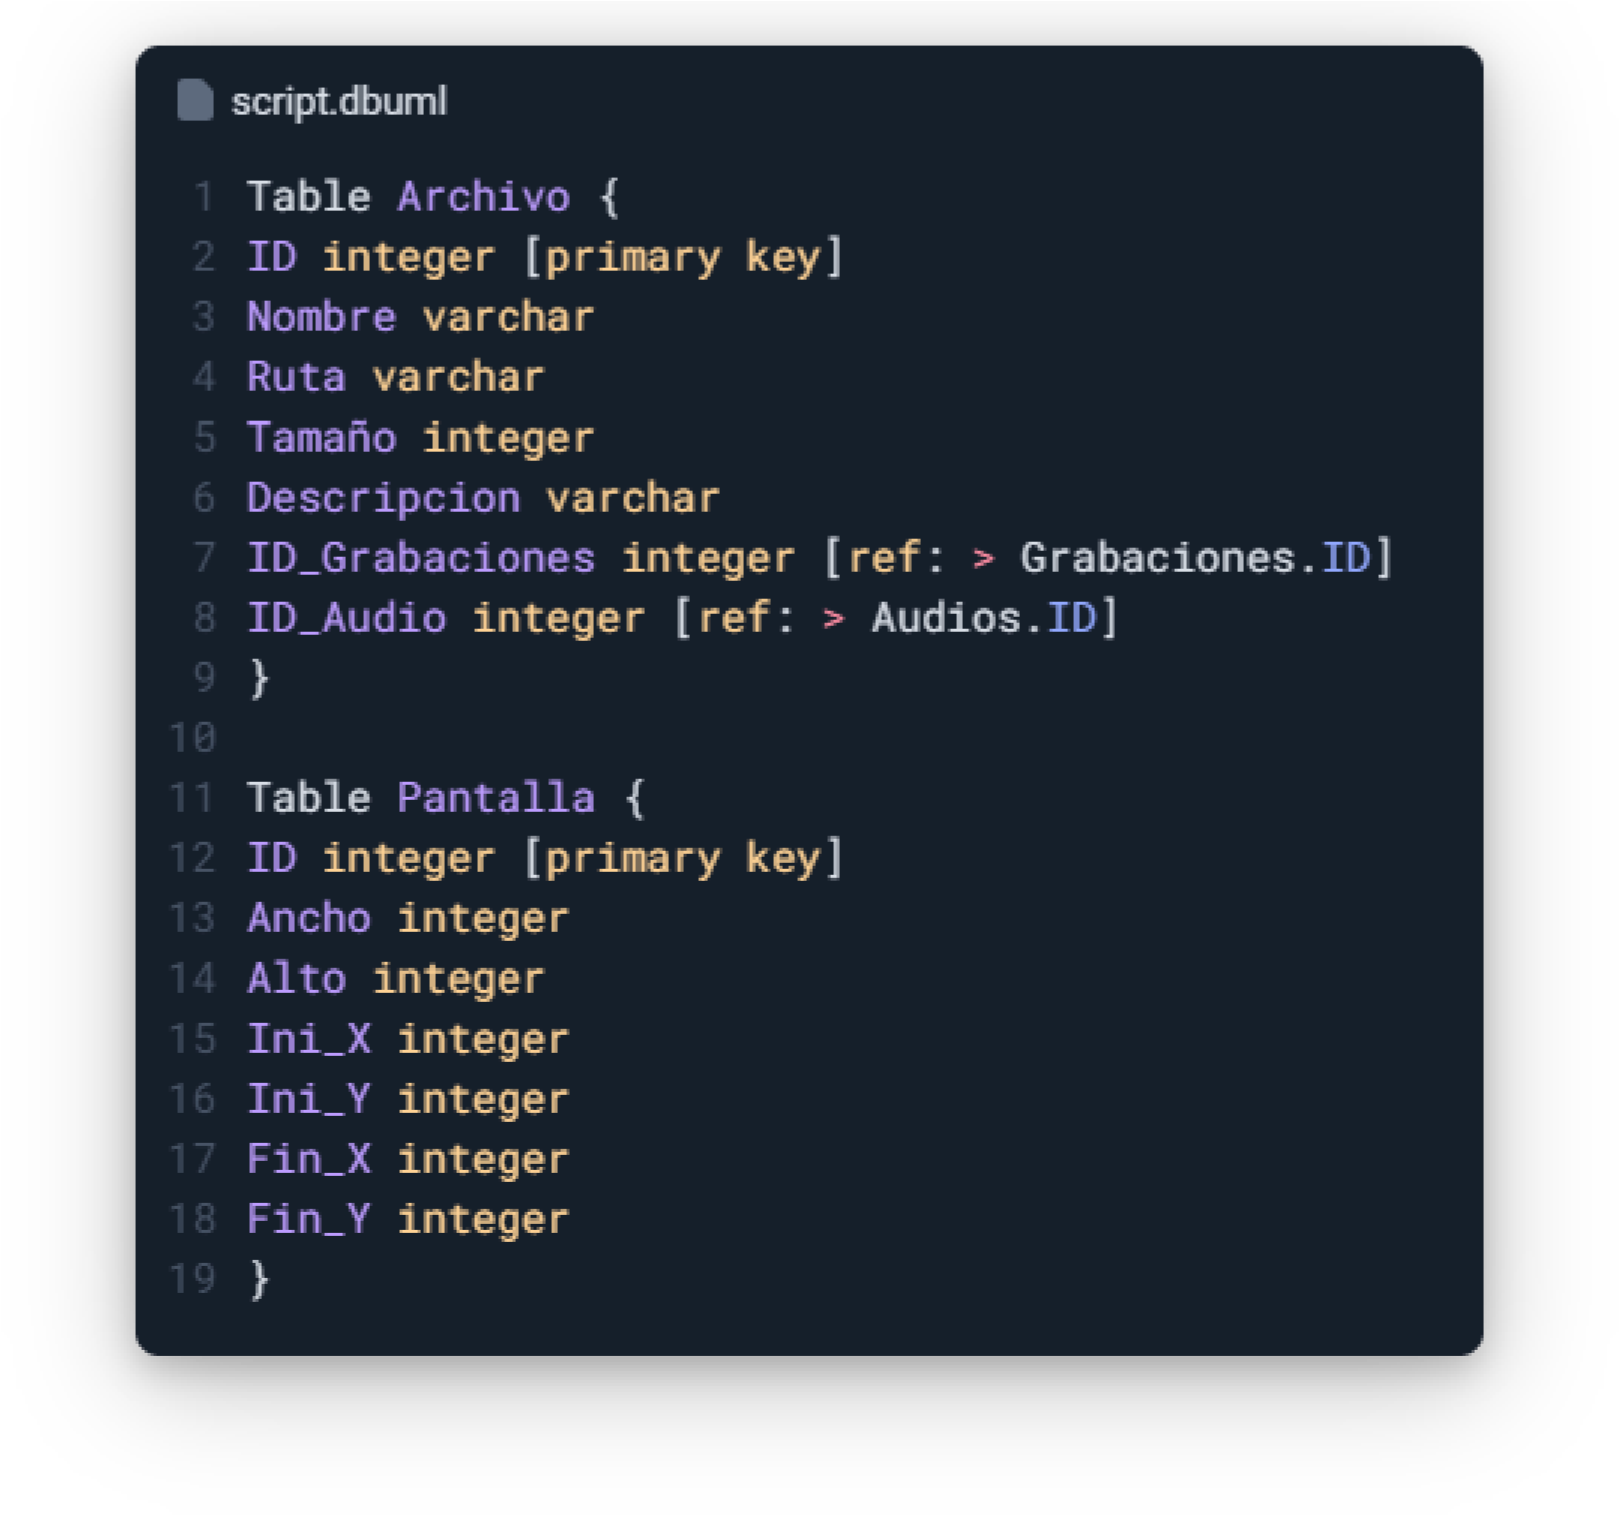 script.dbuml
1 Table Archivo {
2 ID integer [primary key]
3 Nombre varchar
4 Ruta varchar
5 Tamaño integer
6 Descripcion varchar
7 ID_Grabaciones integer [ref: > Grabaciones.ID]
8 ID_Audio integer [ref: > Audios.ID]
9 }
10
11 Table Pantalla {
12 ID integer [primary key]
13 Ancho integer
14 Alto integer
15 Ini_X integer
16 Ini_Y integer
17 Fin_X integer
18 Fin_Y integer
19 }